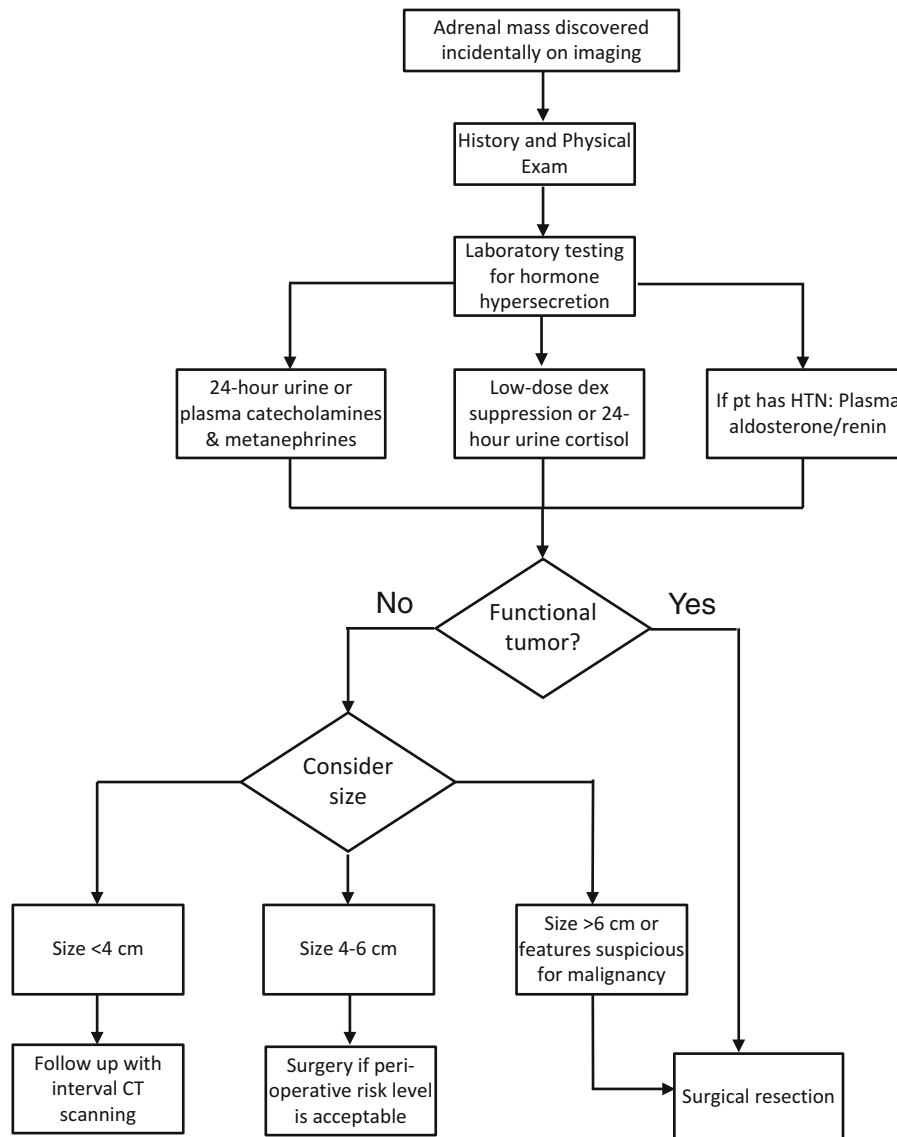 Adrenal mass discovered
incidentally on imaging
History and Physical
Exam
Laboratory testing
for hormone
hypersecretion
24-hour urine or
plasma catecholamines
& metanephrines
Low-dose dex
suppression or 24-
hour urine cortisol
If pt has HTN: Plasma
aldosterone/renin
No
Functional
tumor?
Yes
Consider
size
Size <4 cm
Size 4-6 cm
Size >6 cm or
features suspicious
for malignancy
Follow up with
interval CT
scanning
Surgery if peri-
operative risk level
is acceptable
Surgical resection